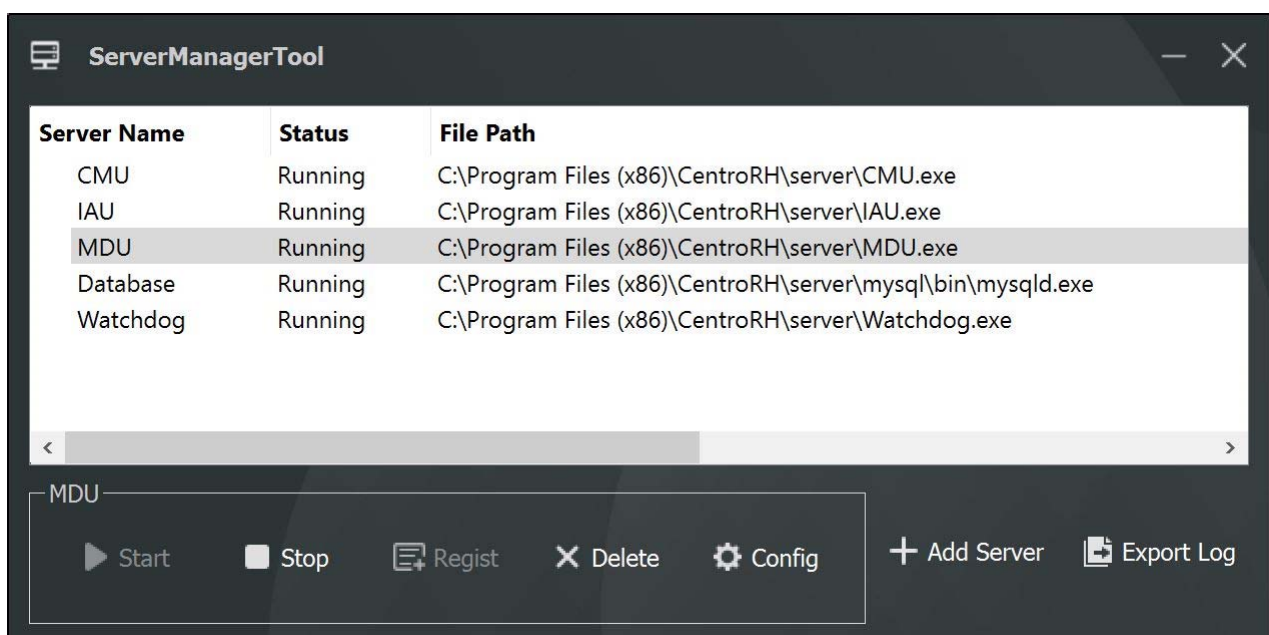 ServerManagerTool
Server Name Status File Path
CMU Running C:\Program Files (x86)\CentroRH\server\CMU.exe
IAU Running C:\Program Files (x86)\CentroRH\server\IAU.exe
MDU Running C:\Program Files (x86)\CentroRH\server\MDU.exe
Database Running C:\Program Files (x86)\CentroRH\server\mysql\bin\mysqld.exe
Watchdog Running C:\Program Files (x86)\CentroRH\server\Watchdog.exe
MDU
Start Stop Regist Delete Config Add Server Export Log